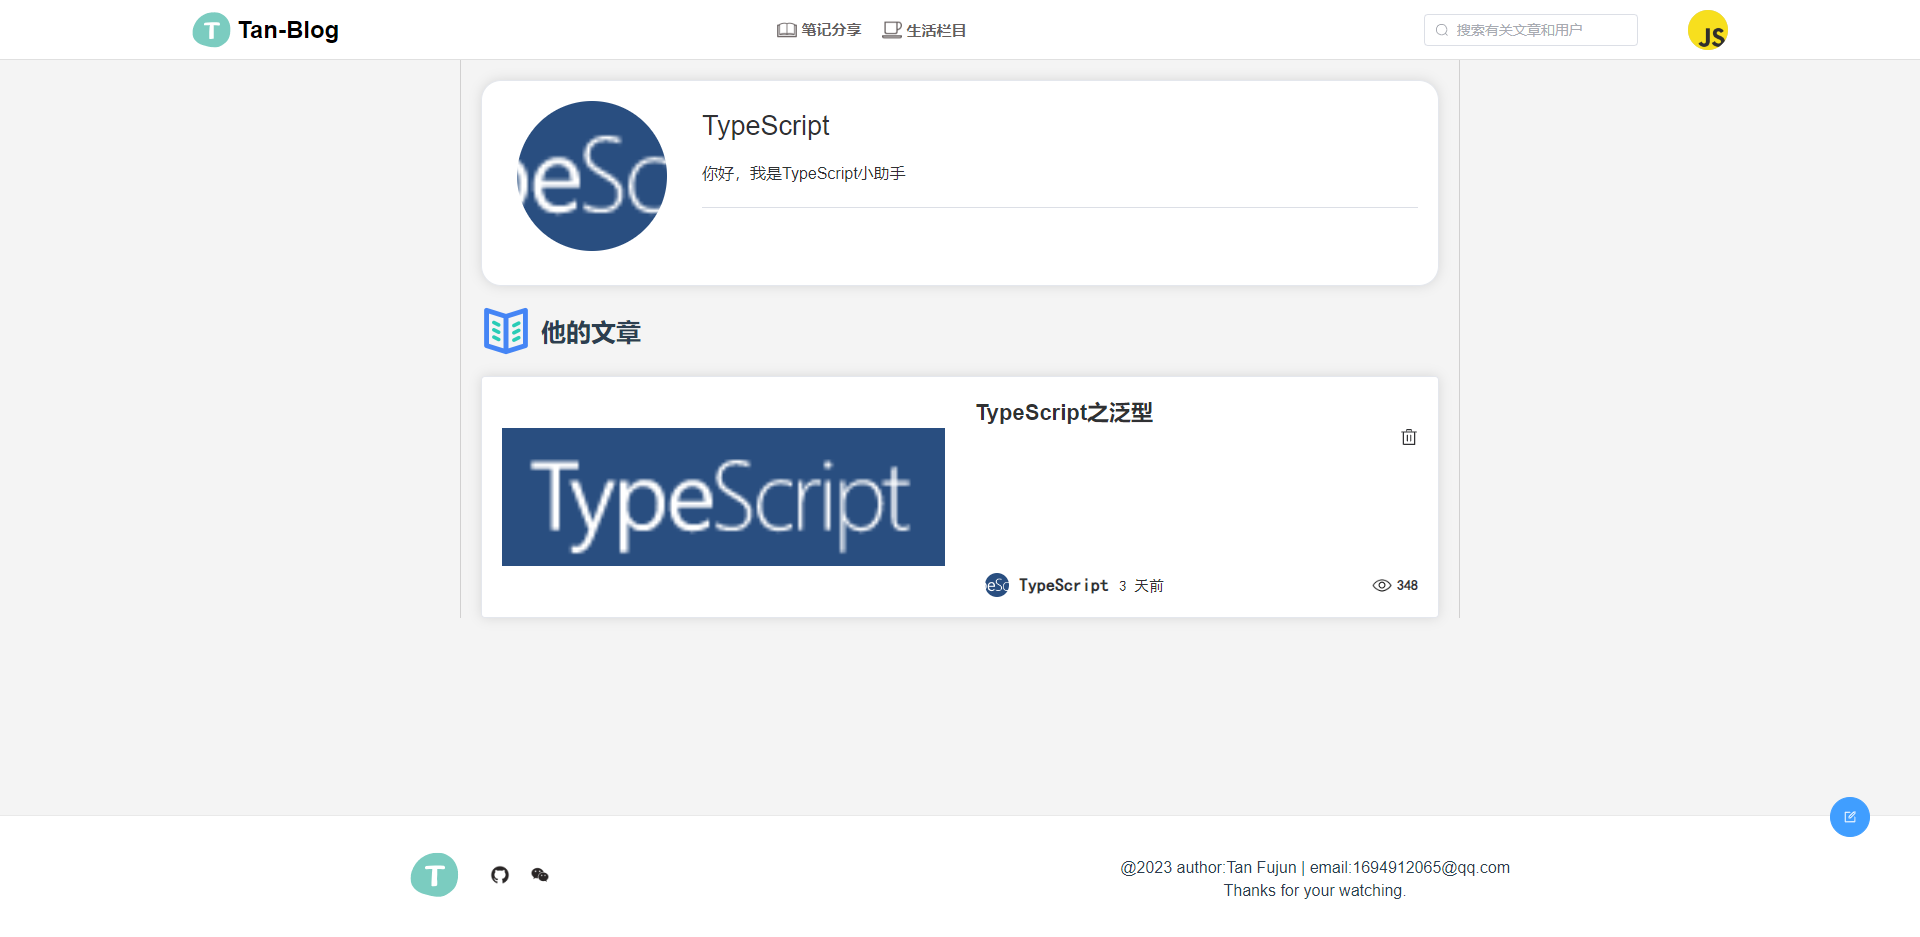 T Tan-Blog
笔记分享
生活栏目
搜索有关文章和用户
JS
peSc
TypeScript
你好，我是TypeScript小助手
他的文章
TypeScript
TypeScript之泛型
eSc
TypeScript 3 天前
348
T
@2023 author:Tan Fujun | email:1694912065@qq.com
Thanks for your watching.